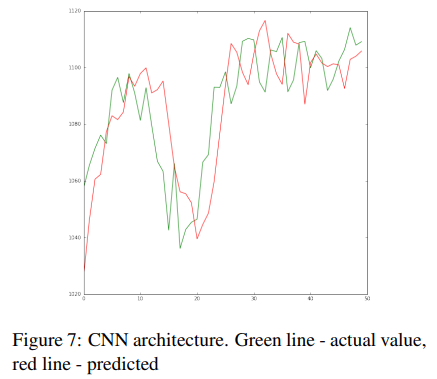 1120
1100
1080
1060
1040
1020
0 10 20 30 40 50
Figure 7: CNN architecture. Green line - actual value,
red line - predicted